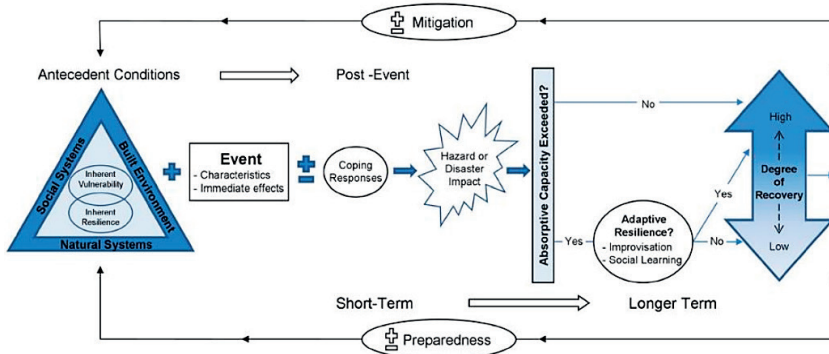 Mitigation
Antecedent Conditions
Post -Event
Social Systems
Built Environment
Natural Systems
Inherent
Vulnerability
Inherent
Resilience
Event
- Characteristics
- Immediate effects
Coping
Responses
Hazard or
Disaster
Impact
Absorptive Capacity Exceeded?
No
Yes
Adaptive
Resilience?
- Improvisation
- Social Learning
Yes
No
High
Degree
of
Recovery
Low
Short-Term
Longer Term
Preparedness